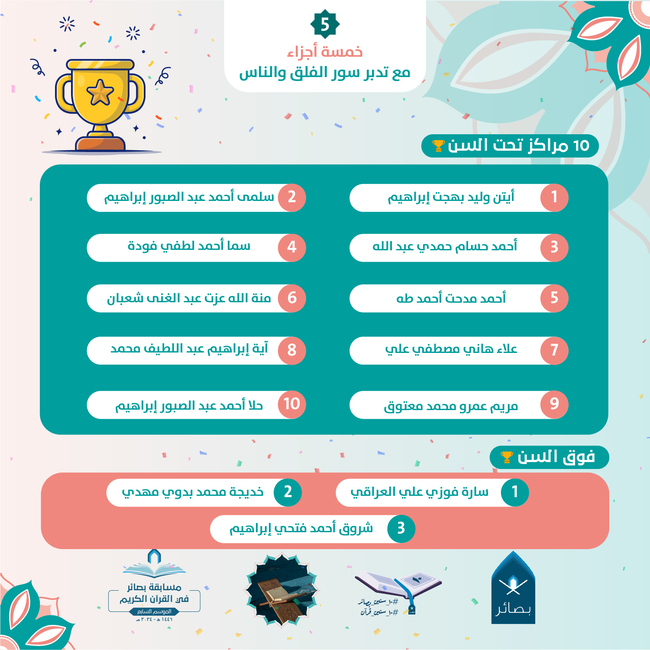 5
خمسة أجزاء
مع تدبر سور الفلق والناس
10 مراكز تحت السن
1 أيتن وليد بهجت إبراهيم
2 سلمى أحمد عبد الصبور إبراهيم
3 أحمد حسام حمدي عبد الله
4 سما أحمد لطفي فودة
5 أحمد مدحت أحمد طه
6 منة الله عزت عبد الغنى شعبان
7 علاء هاني مصطفي علي
8 آية إبراهيم عبد اللطيف محمد
9 مريم عمرو محمد معتوق
10 حلا أحمد عبد الصبور إبراهيم
فوق السن
1 سارة فوزي علي العراقي
2 خديجة محمد بدوي مهدي
3 شروق أحمد فتحي إبراهيم
بصائر
#١٠_سنين_بصائر
#١٠_سنين_قرآن
مسابقة بصائر
في القرآن الكريم
الموسم السابع
١٤٤٦ هـ - ٢٠٢٤ مـ